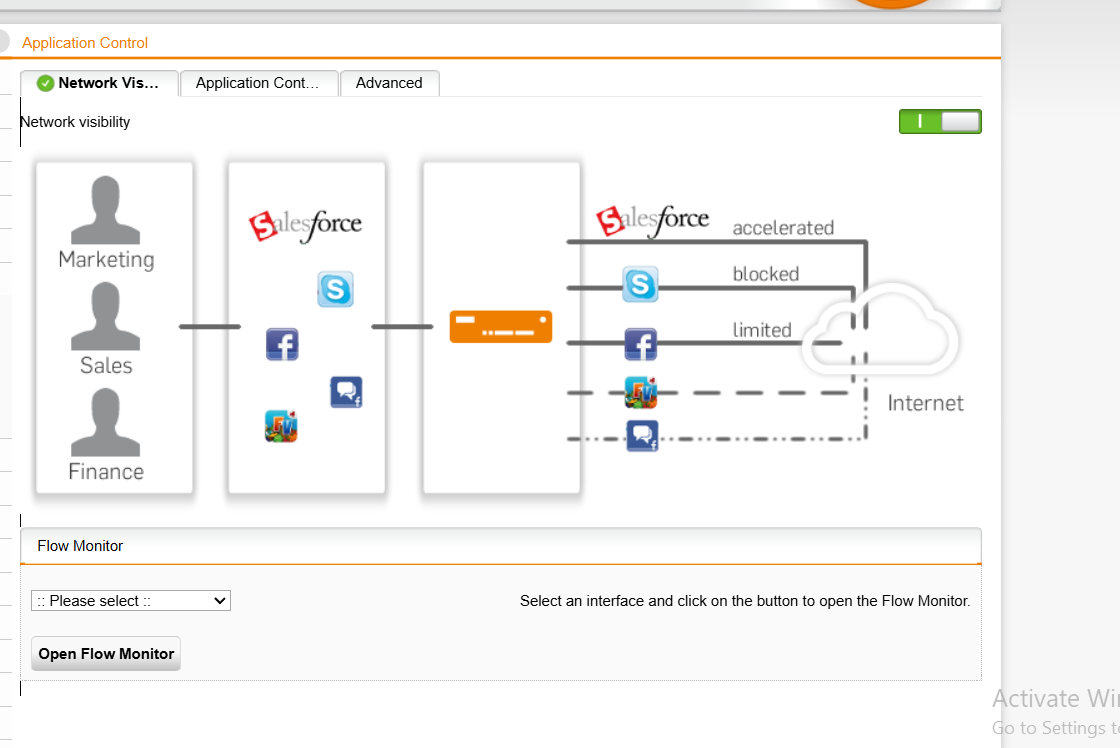 Application Control
Network Vis...
Application Cont...
Advanced
Network visibility
Marketing
Sales
Finance
Salesforce
Salesforce
accelerated
blocked
limited
Internet
Flow Monitor
:: Please select ::
Select an interface and click on the button to open the Flow Monitor.
Open Flow Monitor
Activate Wi
Go to Settings t